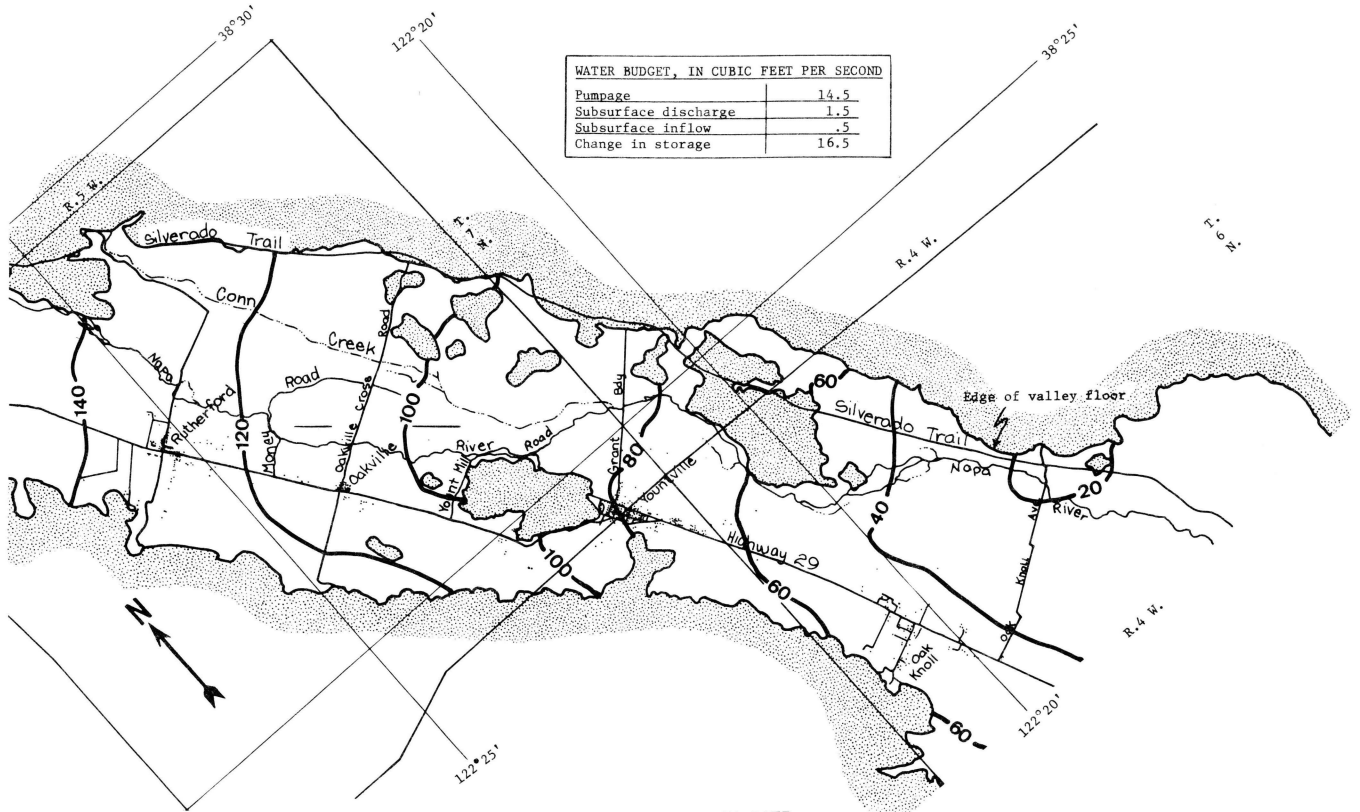 38°30'
122°20'
38°25'
WATER BUDGET, IN CUBIC FEET PER SECOND
Pumpage 14.5
Subsurface discharge 1.5
Subsurface inflow .5
Change in storage 16.5
R.5 W.
T. 7 N.
R.4 W.
T. 6 N.
Silverado Trail
Conn Creek
Napa River
Road
Money Road
Rutherford
Oakville Cross Road
Oakville
Yount Mill Road
Grant Bdy
Yountville
Highway 29
Silverado Trail
Edge of valley floor
Napa River
Oak Knoll Ave
Oak Knoll
140
120
100
100
80
60
60
60
40
20
N
R.4 W.
122°25'
122°20'